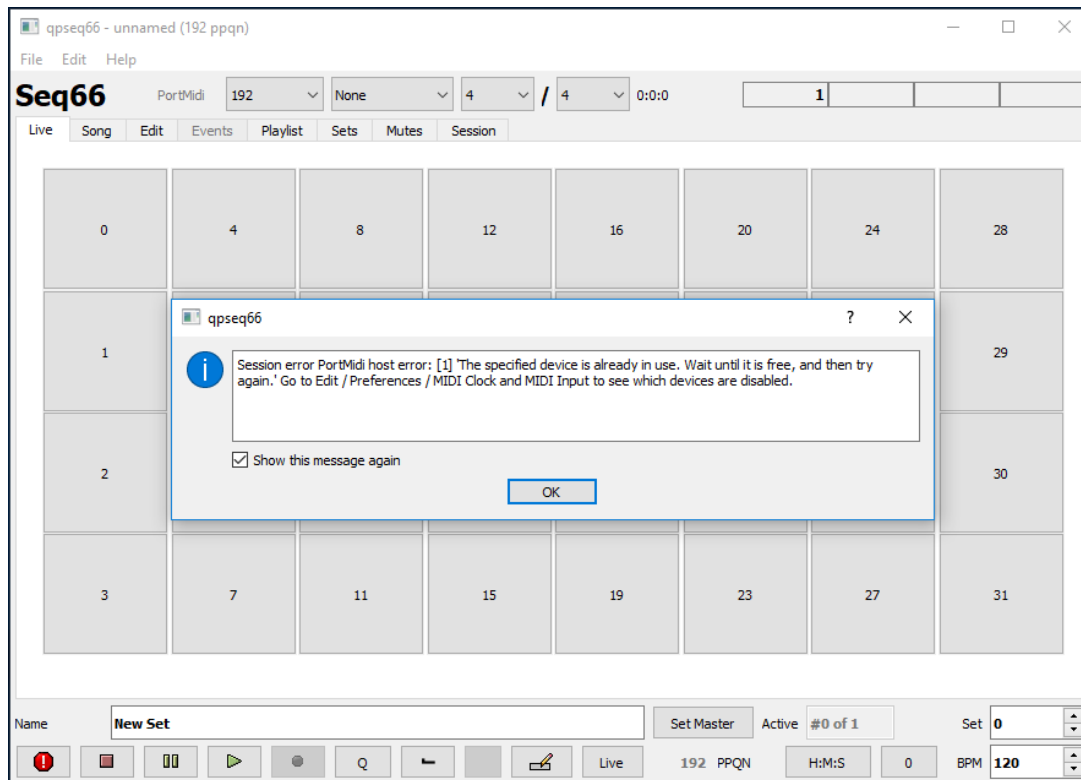 qpseq66 - unnamed (192 ppqn)
File Edit Help
Seq66 PortMidi 192 None 4 / 4 0:0:0 1
Live Song Edit Events Playlist Sets Mutes Session
0 4 8 12 16 20 24 28
qpseq66 ?
1 29
Session error PortMidi host error: [1] 'The specified device is already in use. Wait until it is free, and then try
again.' Go to Edit / Preferences / MIDI Clock and MIDI Input to see which devices are disabled.
Show this message again
2 30
OK
3 7 11 15 19 23 27 31
Name New Set Set Master Active #0 of 1 Set 0
Q Live 192 PPQN H:M:S 0 BPM 120